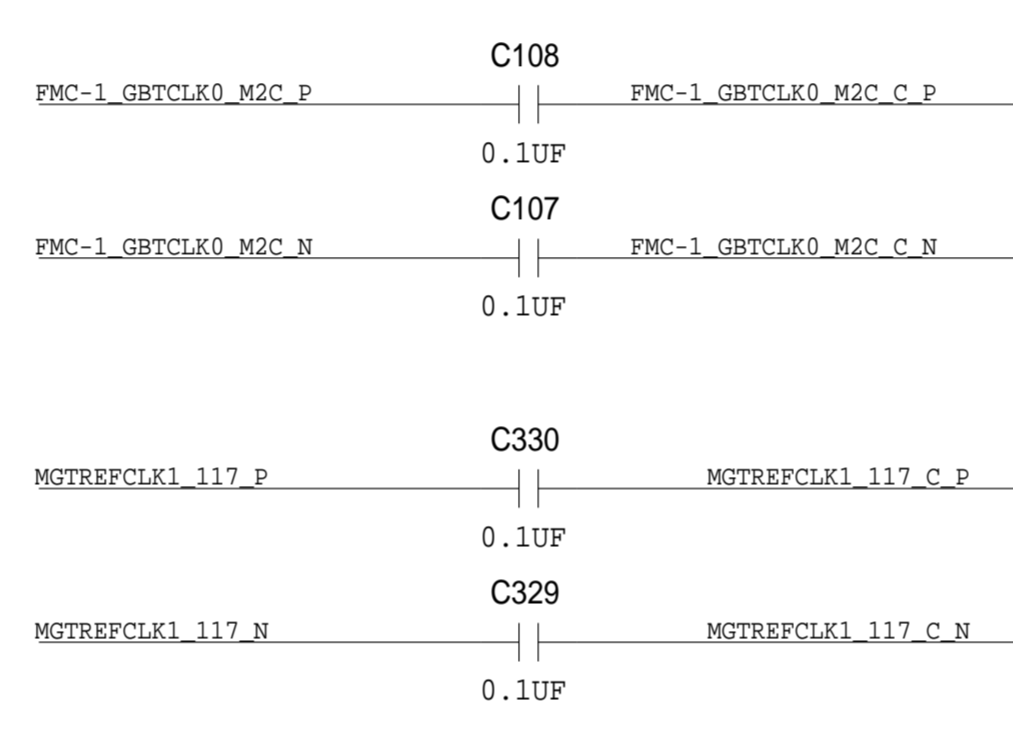 C108
FMC-1_GBTCLK0_M2C_P FMC-1_GBTCLK0_M2C_C_P
0.1UF
C107
FMC-1_GBTCLK0_M2C_N FMC-1_GBTCLK0_M2C_C_N
0.1UF
C330
MGTREFCLK1_117_P MGTREFCLK1_117_C_P
0.1UF
C329
MGTREFCLK1_117_N MGTREFCLK1_117_C_N
0.1UF